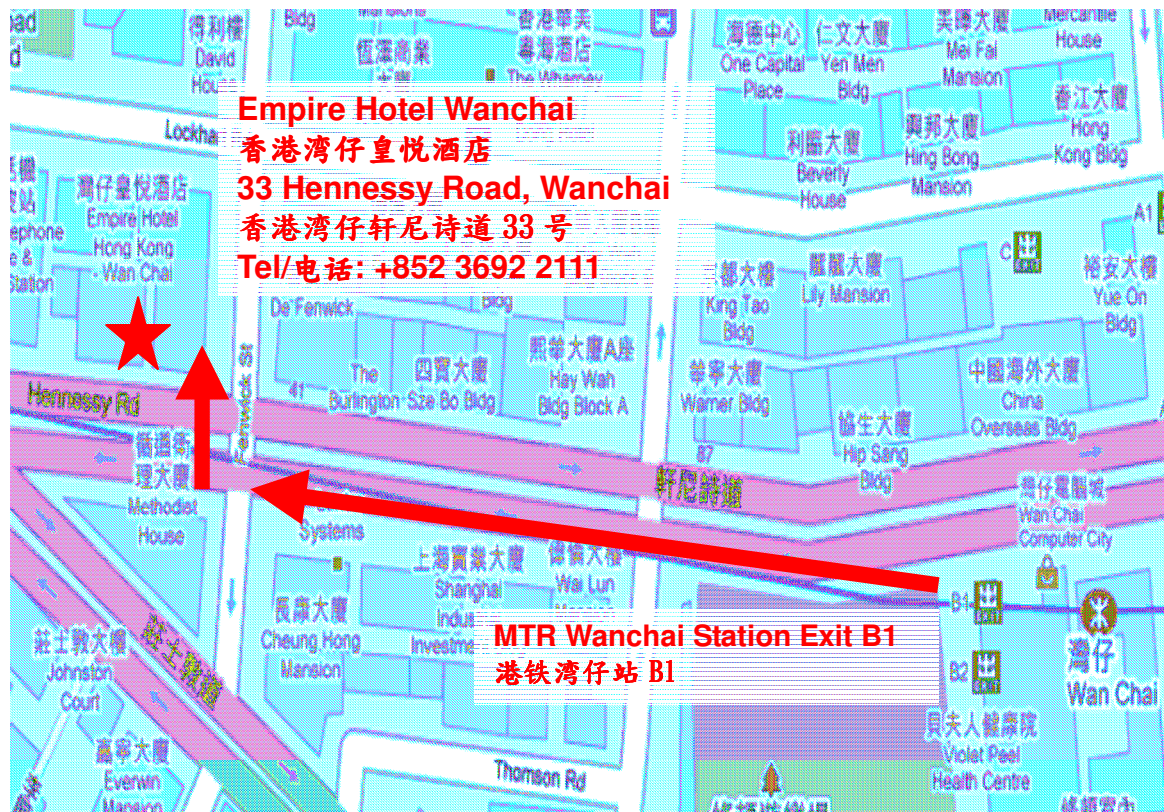 得利樓
David
Bldg
恆澤商業
香港華美
粵海酒店
The Wharney
海德中心
One Capital
Place
仁文大廈
Yen Men
Bldg
美輝大廈
Mei Fai
Mansion
Mercantile
House
香江大廈
Hong
Kong Bldg
利臨大廈
Beverly
House
興邦大廈
Hing Bong
Mansion
Empire Hotel Wanchai
香港湾仔皇悦酒店
33 Hennessy Road, Wanchai
香港湾仔轩尼诗道 33 号
Tel/电话: +852 3692 2111
灣仔皇悅酒店
Empire Hotel
Hong Kong
- Wan Chai
A1
C
裕安大樓
Yue On
Bldg
King Tao
Bldg
麗麗大廈
Lily Mansion
De Fenwick
Bldg
熙華大廈A座
Hay Wah
Bldg Block A
41
The
Burlington
四寶大廈
Sze Bo Bldg
華寧大廈
Warner Bldg
中國海外大廈
China
Overseas Bldg
協生大廈
Hip Sang
Bldg
87
Hennessy Rd
軒尼詩道
循道衛
理大廈
Methodist
House
Systems
灣仔電腦城
Wan Chai
Computer City
上海實業大廈
Shanghai
偉倫大樓
Wai Lun
長康大廈
Cheung Hong
Mansion
B1
MTR Wanchai Station Exit B1
港铁湾仔站 B1
B2
灣仔
Wan Chai
莊士敦大樓
Johnston
Court
莊士敦道
貝夫人健康院
Violet Peel
Health Centre
高寧大廈
Everwin
Mansion
Thomson Rd